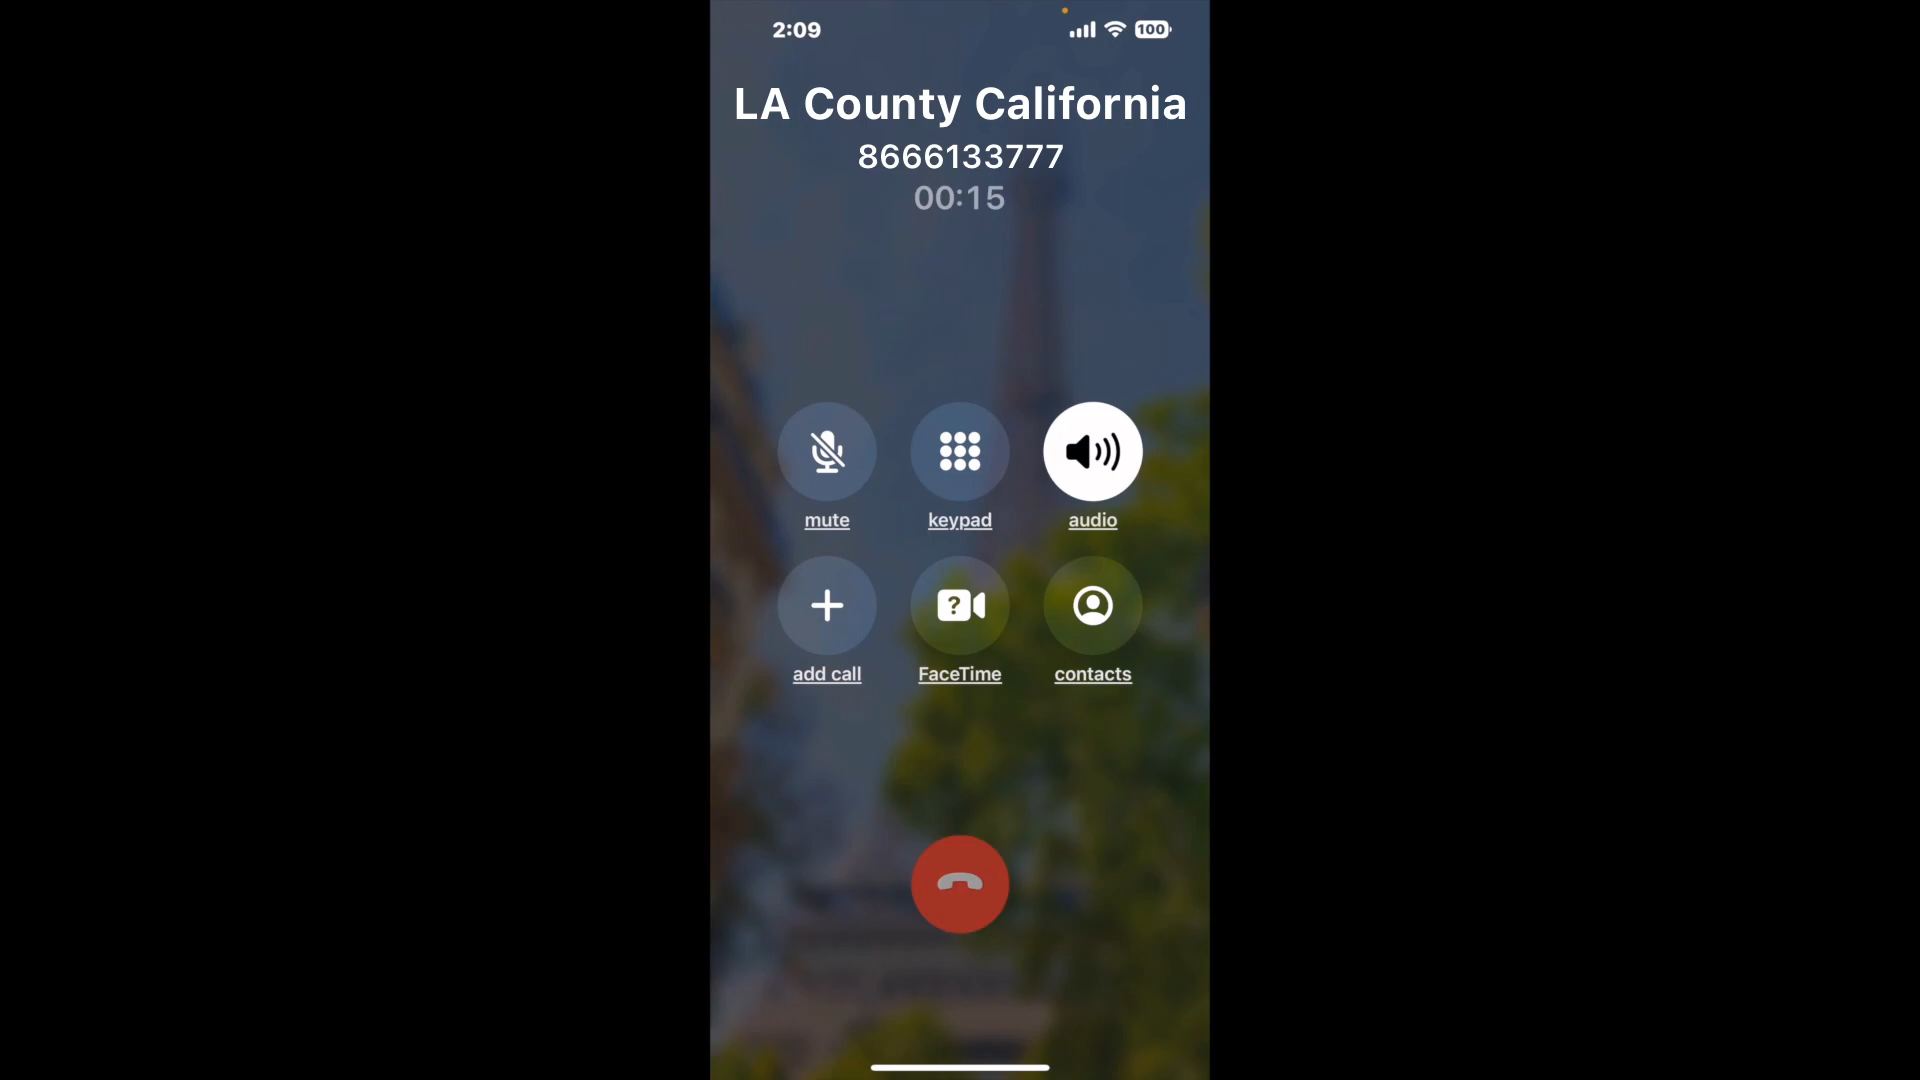 2:09
100
LA County California
8666133777
00:15
mute
keypad
audio
?
add call
FaceTime
contacts